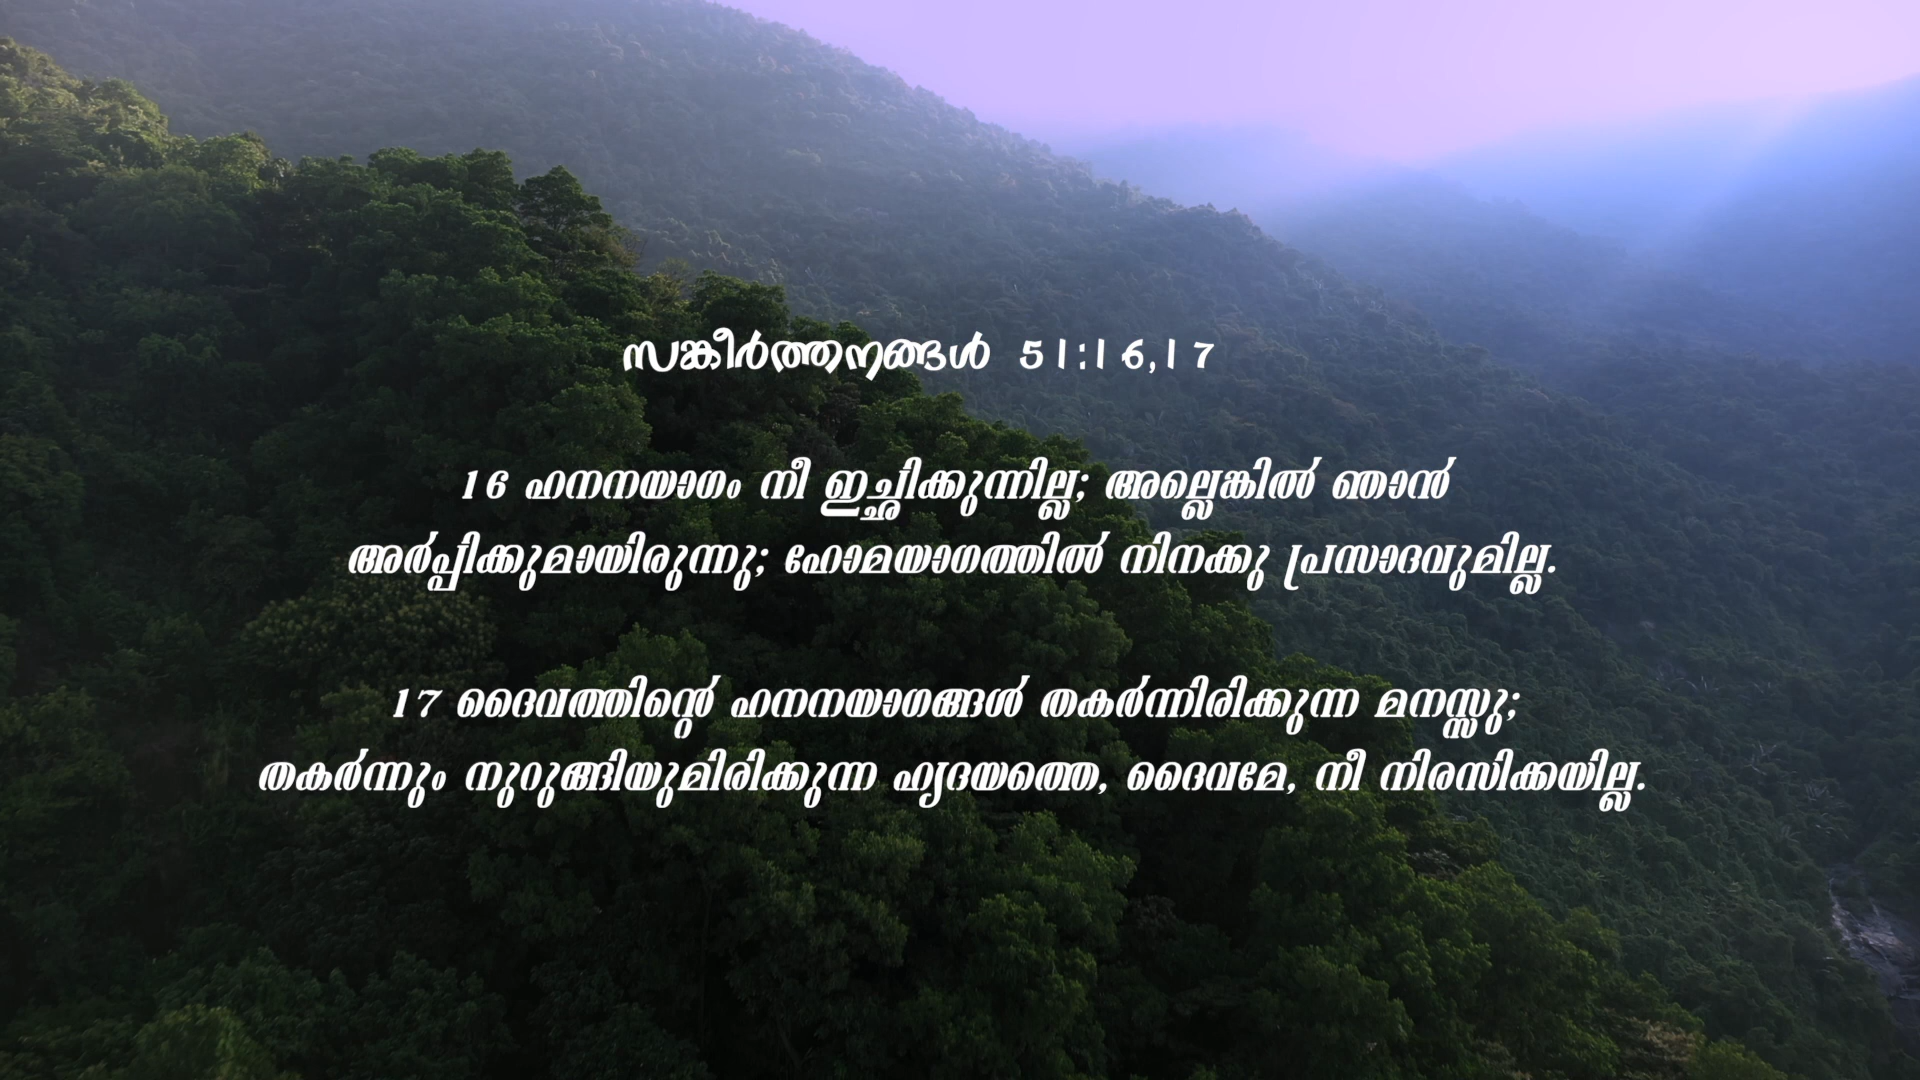 സങ്കീർത്തനങ്ങൾ 51:16,17
16 ഹനനയാഗം നീ ഇച്ഛിക്കുന്നില്ല; അല്ലെങ്കിൽ ഞാൻ
അർപ്പിക്കുമായിരുന്നു; ഹോമയാഗത്തിൽ നിനക്കു പ്രസാദവുമില്ല.
17 ദൈവത്തിന്റെ ഹനനയാഗങ്ങൾ തകർന്നിരിക്കുന്ന മനസ്സു;
തകർന്നും നുറുങ്ങിയുമിരിക്കുന്ന ഹൃദയത്തെ, ദൈവമേ, നീ നിരസിക്കയില്ല.